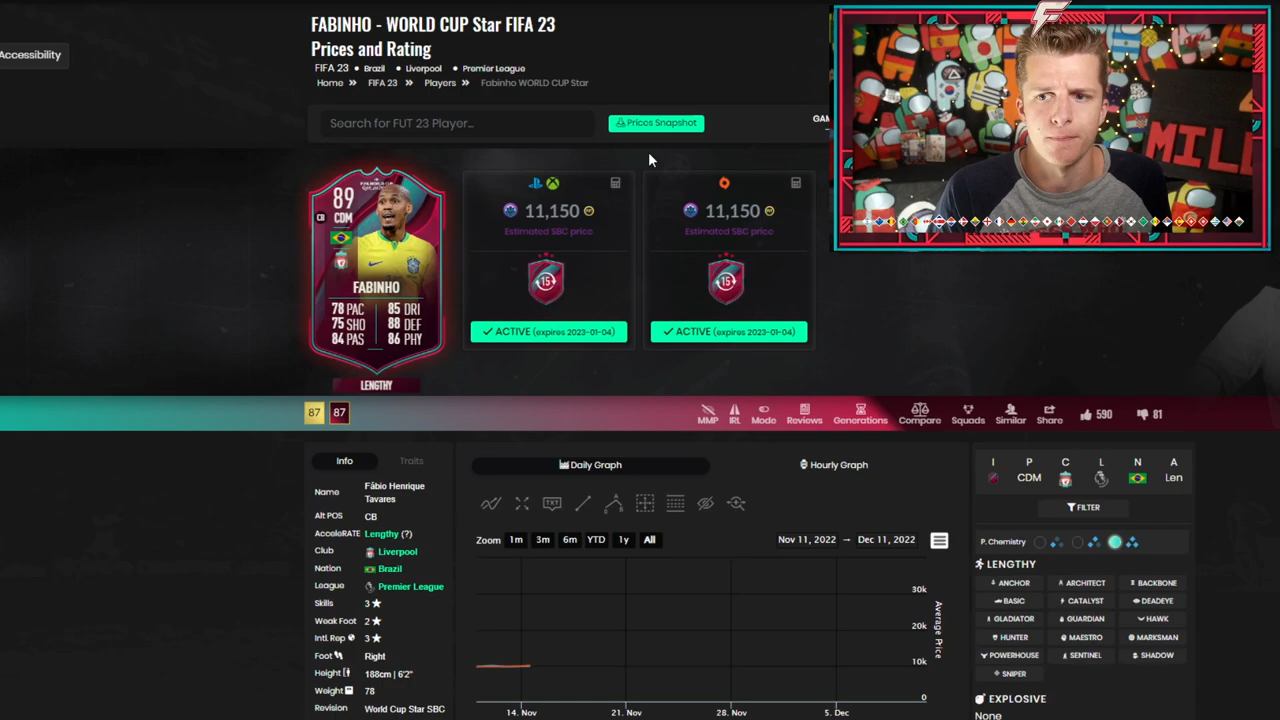 FABINHO - WORLD CUP Star FIFA 23
Prices and Rating
Accessibility
FIFA 23 • Brazil • Liverpool • Premier League
Home >> FIFA 23 >> Players >> Fabinho WORLD CUP Star
Search for FUT 23 Player...
Prices Snapshot
GAM
MILL
89
CDM
CB
FABINHO
78 PAC 85 DRI
75 SHO 88 DEF
84 PAS 86 PHY
LENGTHY
11,150
Estimated SBC price
15
ACTIVE (expires 2023-01-04)
11,150
Estimated SBC price
15
ACTIVE (expires 2023-01-04)
87 87
MMP IRL Mode Reviews Generations Compare Squads Similar Share 590 81
Info Traits
Name Fábio Henrique
Tavares
Alt POS CB
AcceleRATE Lengthy (?)
Club Liverpool
Nation Brazil
League Premier League
Skills 3
Weak Foot 2
Intl. Rep 3
Foot Right
Height 188cm | 6'2"
Weight 78
Revision World Cup Star SBC
Daily Graph Hourly Graph
TXT
Zoom 1m 3m 6m YTD 1y All Nov 11, 2022 → Dec 11, 2022
30k
20k
10k
0
Average Price
14. Nov 21. Nov 28. Nov 5. Dec
I P C L N A
CDM Len
FILTER
P. Chemistry
LENGTHY
ANCHOR ARCHITECT BACKBONE
BASIC CATALYST DEADEYE
GLADIATOR GUARDIAN HAWK
HUNTER MAESTRO MARKSMAN
POWERHOUSE SENTINEL SHADOW
SNIPER
EXPLOSIVE
None